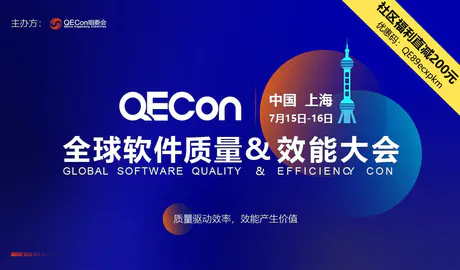 主办方：
QECon组委会
社区福利直减200元
优惠码：QE89ecxpkm
QECon
中国 上海
7月15日-16日
全球软件质量&效能大会
GLOBAL SOFTWARE QUALITY & EFFICIENCY CON
质量驱动效率，效能产生价值